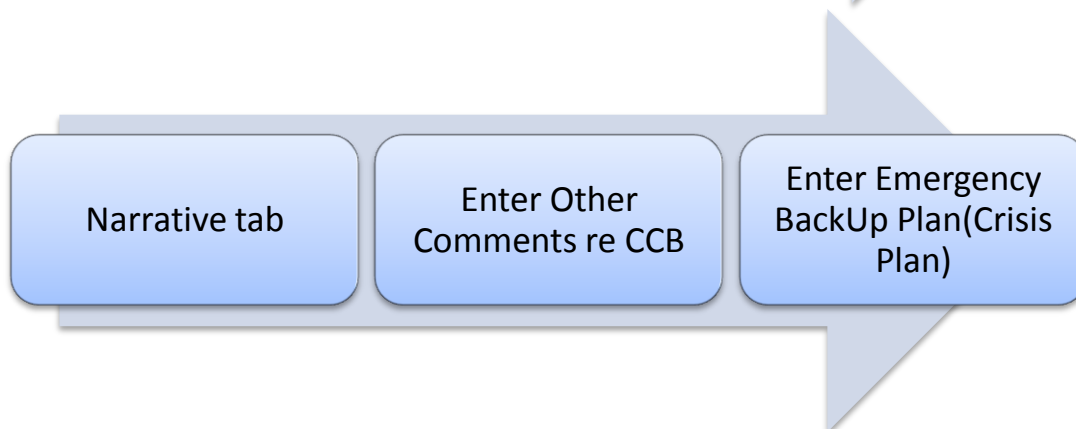 Narrative tab
Enter Other
Comments re CCB
Enter Emergency
BackUp Plan(Crisis
Plan)